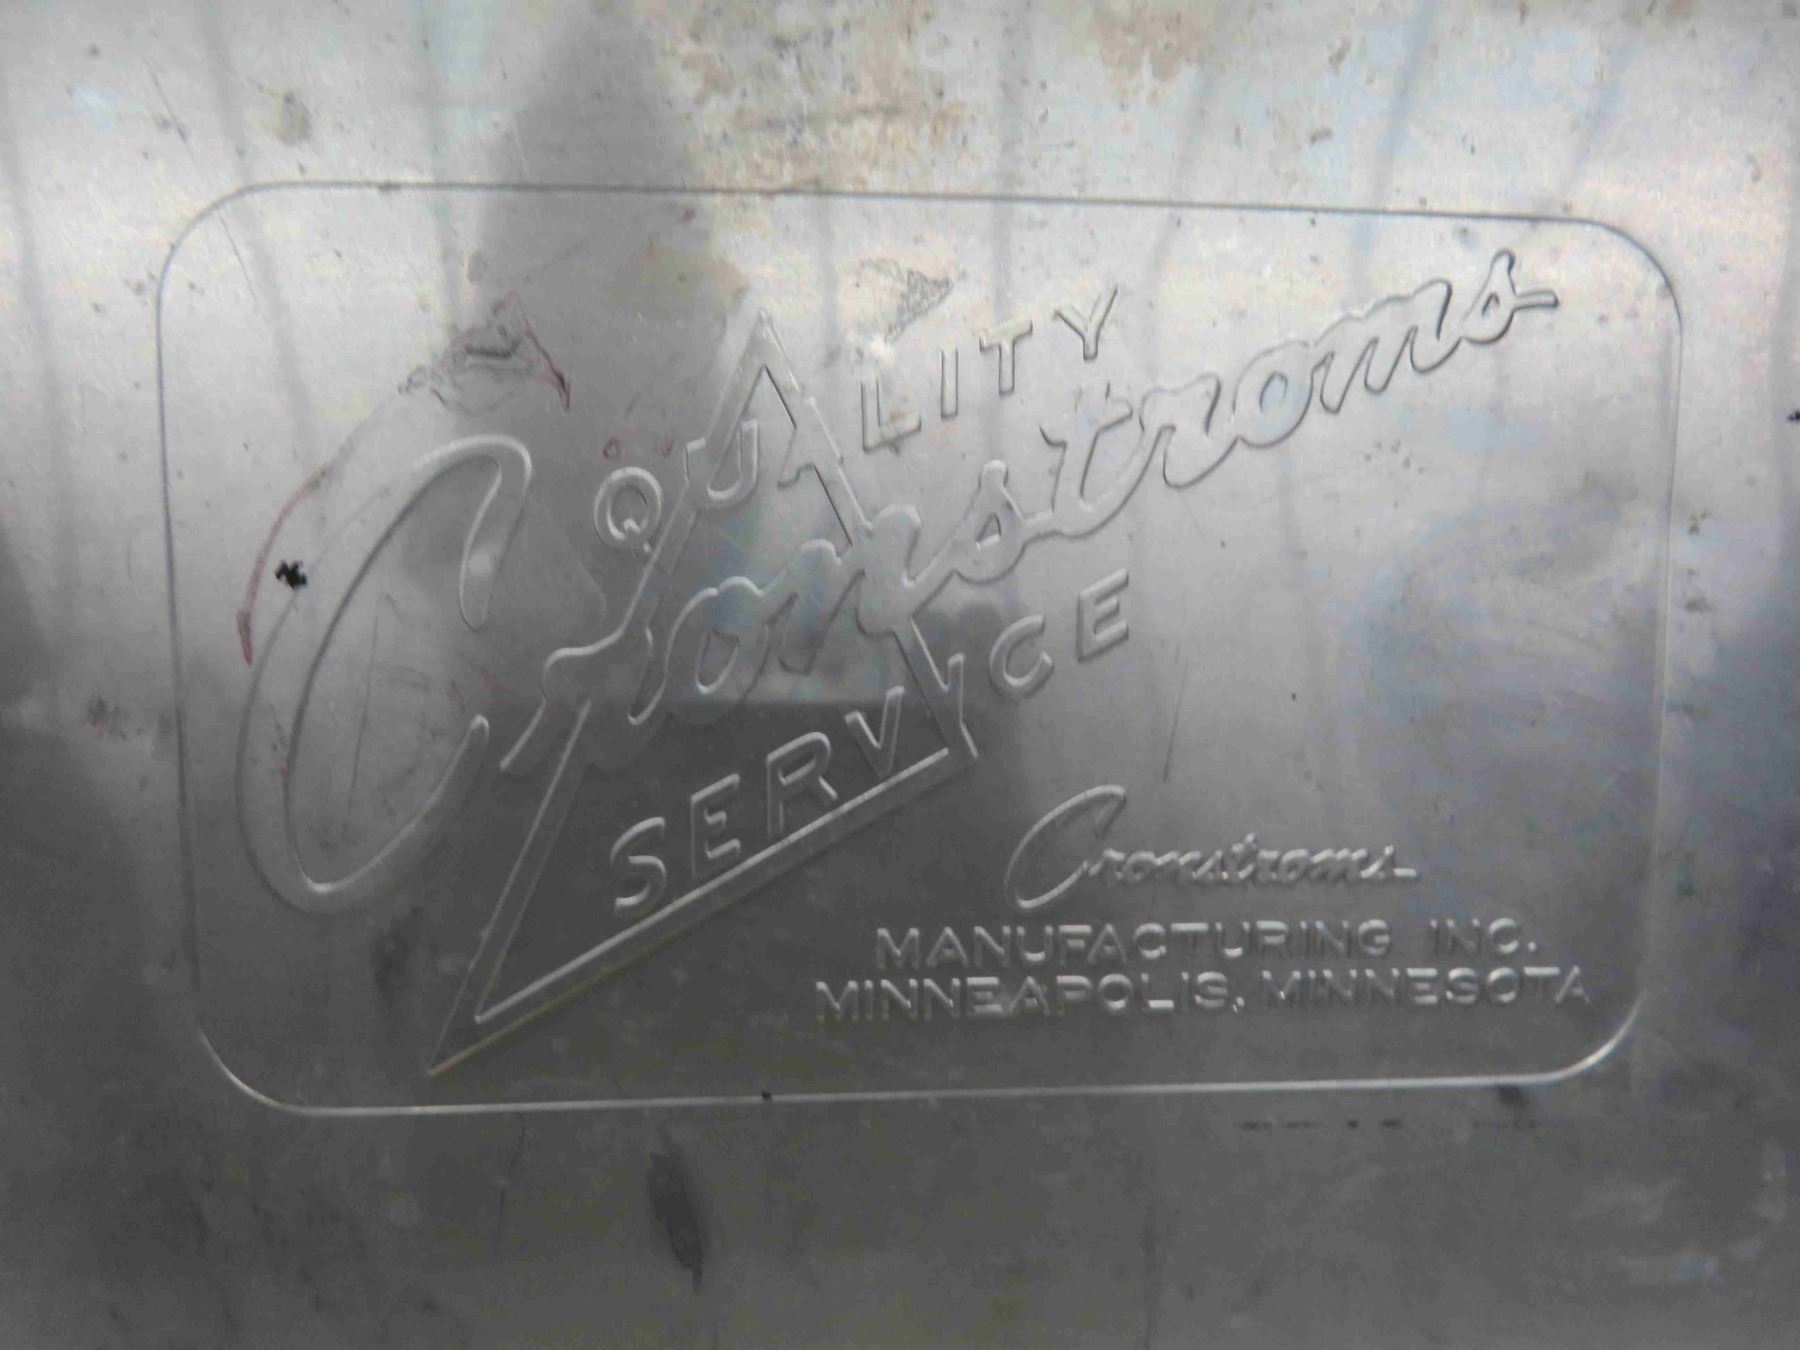 QUALITY
Cronstroms
SERVICE
Cronstroms
MANUFACTURING INC.
MINNEAPOLIS, MINNESOTA